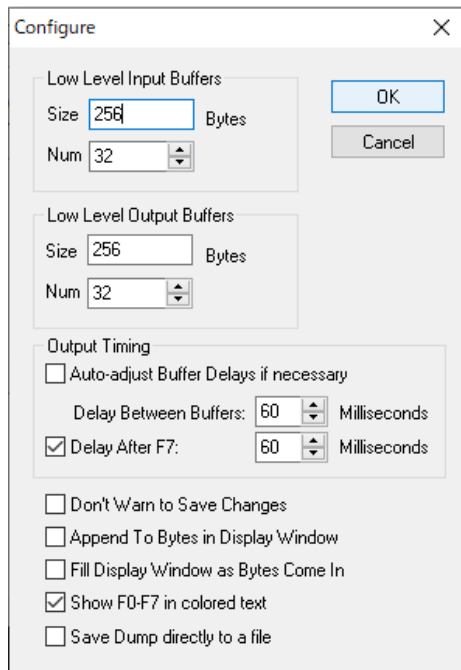 Configure
Low Level Input Buffers
Size 256 Bytes
Num 32
OK
Cancel
Low Level Output Buffers
Size 256 Bytes
Num 32
Output Timing
Auto-adjust Buffer Delays if necessary
Delay Between Buffers: 60 Milliseconds
Delay After F7: 60 Milliseconds
Don't Warn to Save Changes
Append To Bytes in Display Window
Fill Display Window as Bytes Come In
Show F0-F7 in colored text
Save Dump directly to a file